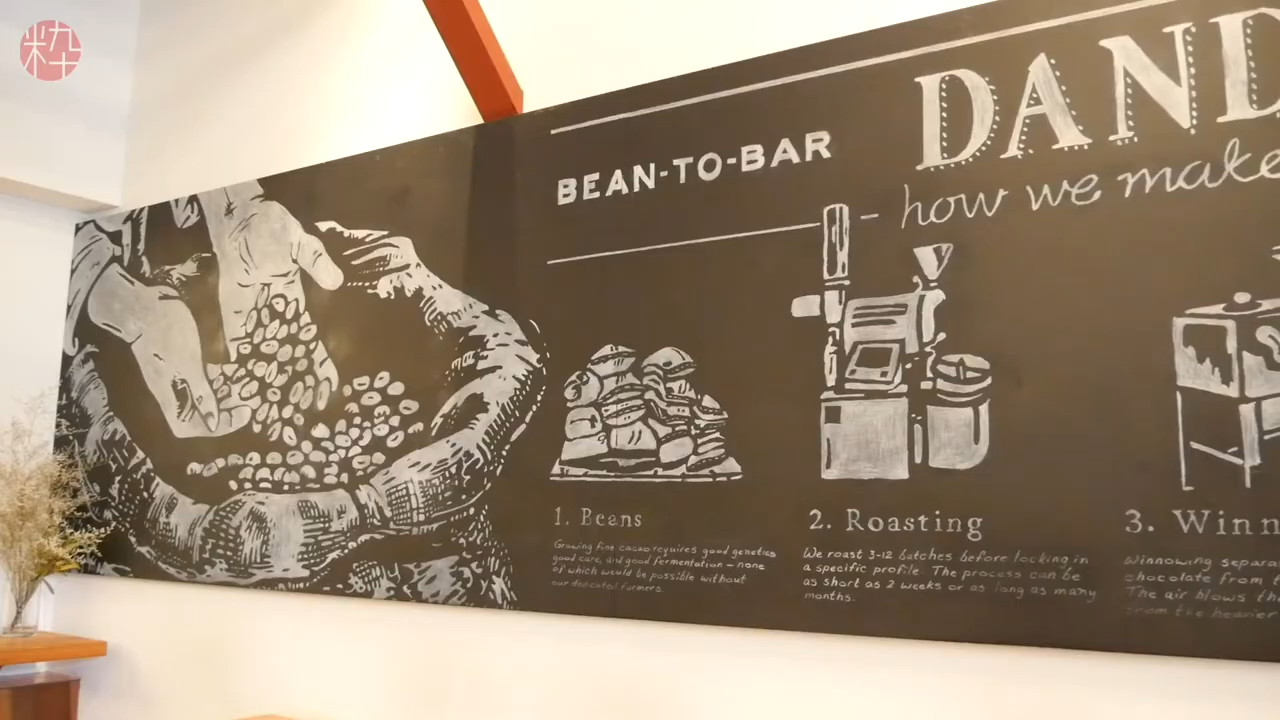 粋
BEAN-TO-BAR
DAND
how we make
1. Beans
Growing fine cacao requires good genetics
good care, and good fermentation – none
of which would be possible without
our dedicated farmers.
2. Roasting
We roast 3-12 batches before locking in
a specific profile. The process can be
as short as 2 weeks or as long as many
months.
3. Winn
Winnowing separa
chocolate from t
The air blows th
from the heavier